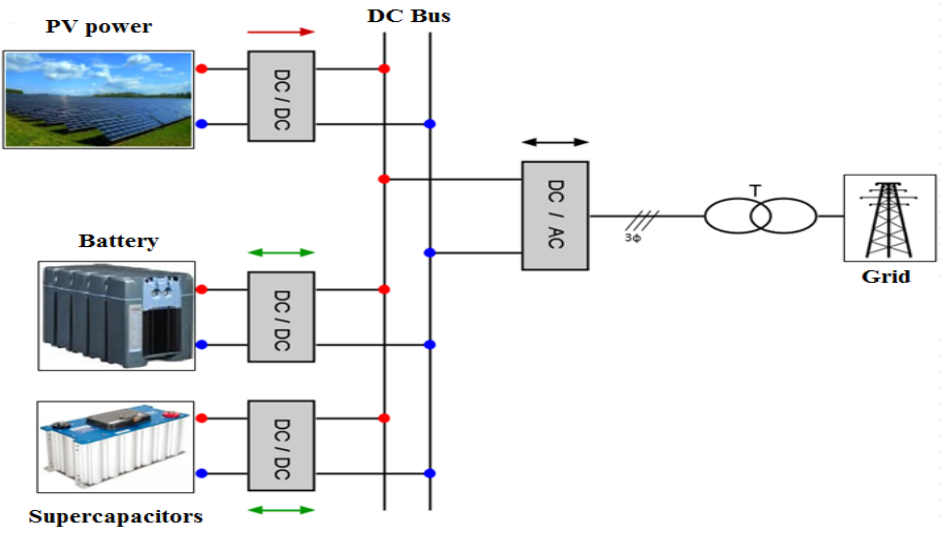 DC Bus
PV power
DC / DC
DC / AC
T
3ϕ
Grid
Battery
DC / DC
DC / DC
Supercapacitors